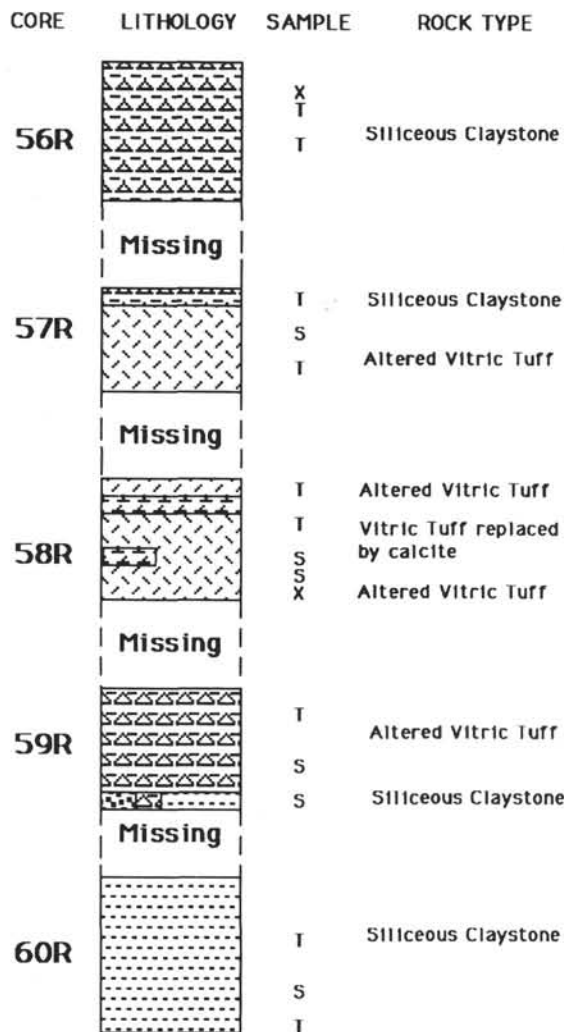 CORE LITHOLOGY SAMPLE ROCK TYPE
X
T
56R T Siliceous Claystone
Missing
T Siliceous Claystone
57R S
T Altered Vitric Tuff
Missing
T Altered Vitric Tuff
T Vitric Tuff replaced
58R S by calcite
S
X Altered Vitric Tuff
Missing
T
59R Altered Vitric Tuff
S
S Siliceous Claystone
Missing
60R T Siliceous Claystone
S
T